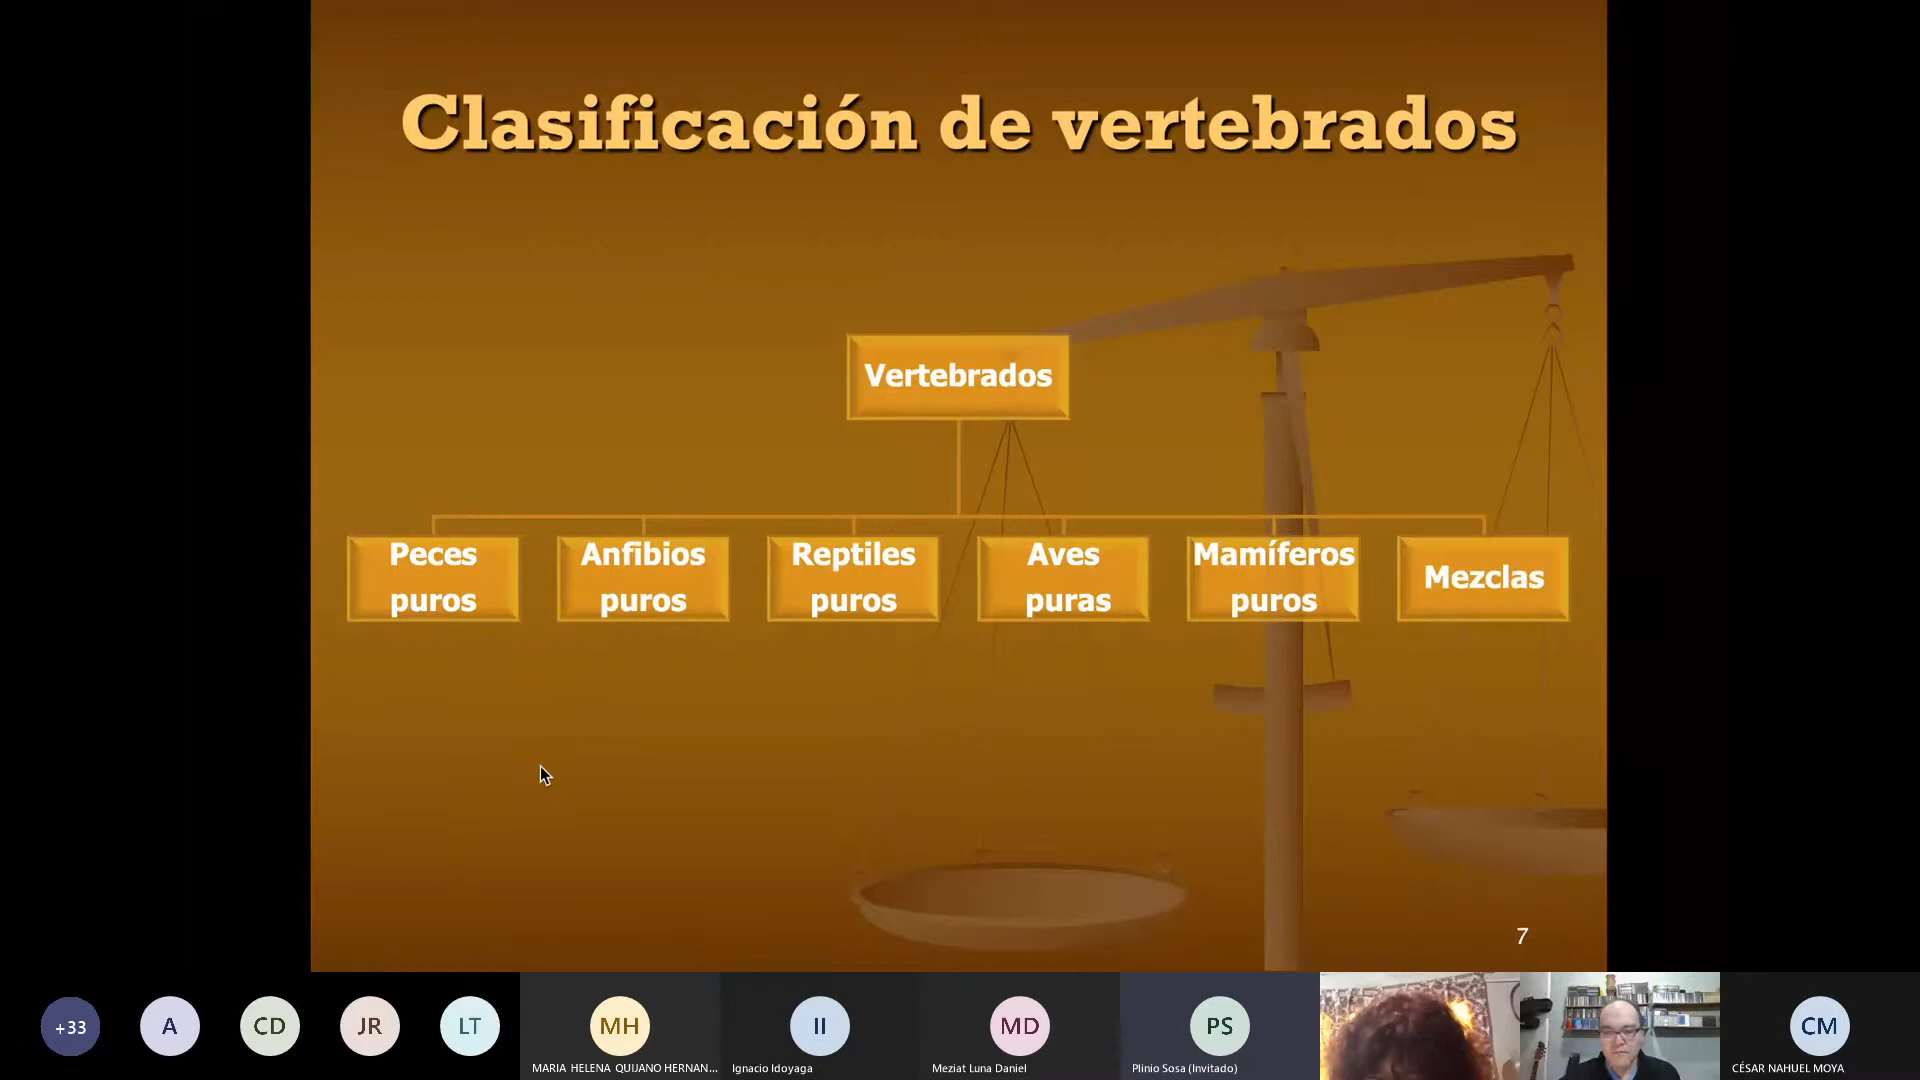 Clasificación de vertebrados
Vertebrados
Peces
puros
Anfibios
puros
Reptiles
puros
Aves
puras
Mamíferos
puros
Mezclas
7
+33
A
CD
JR
LT
MH
MARIA HELENA QUIJANO HERNAN...
II
Ignacio Idoyaga
MD
Meziat Luna Daniel
PS
Plinio Sosa (Invitado)
CM
CÉSAR NAHUEL MOYA